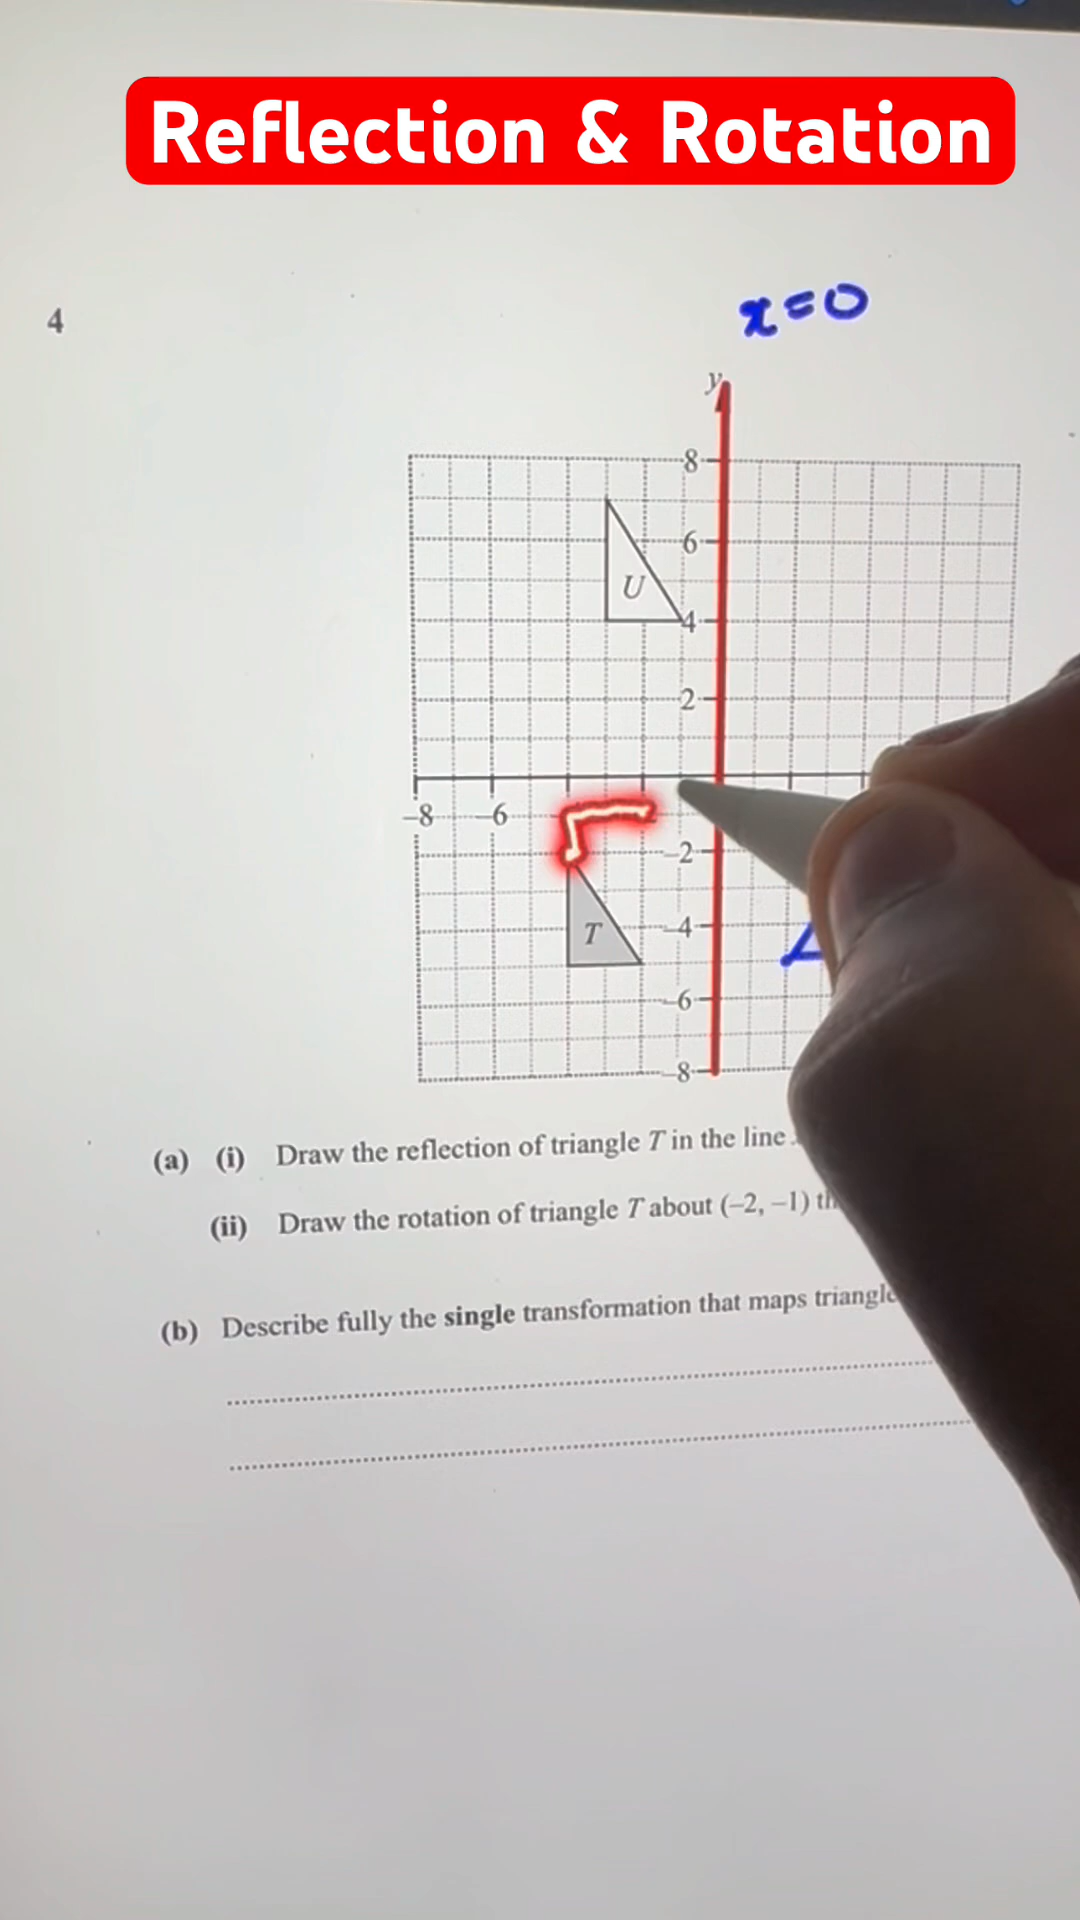 Reflection & Rotation
x=0
4
y
8
6
U
4
2
-8 -6
-2
T
-4
-6
-8
(a) (i) Draw the reflection of triangle T in the line
(ii) Draw the rotation of triangle T about (–2, –1)
(b) Describe fully the single transformation that maps triangle